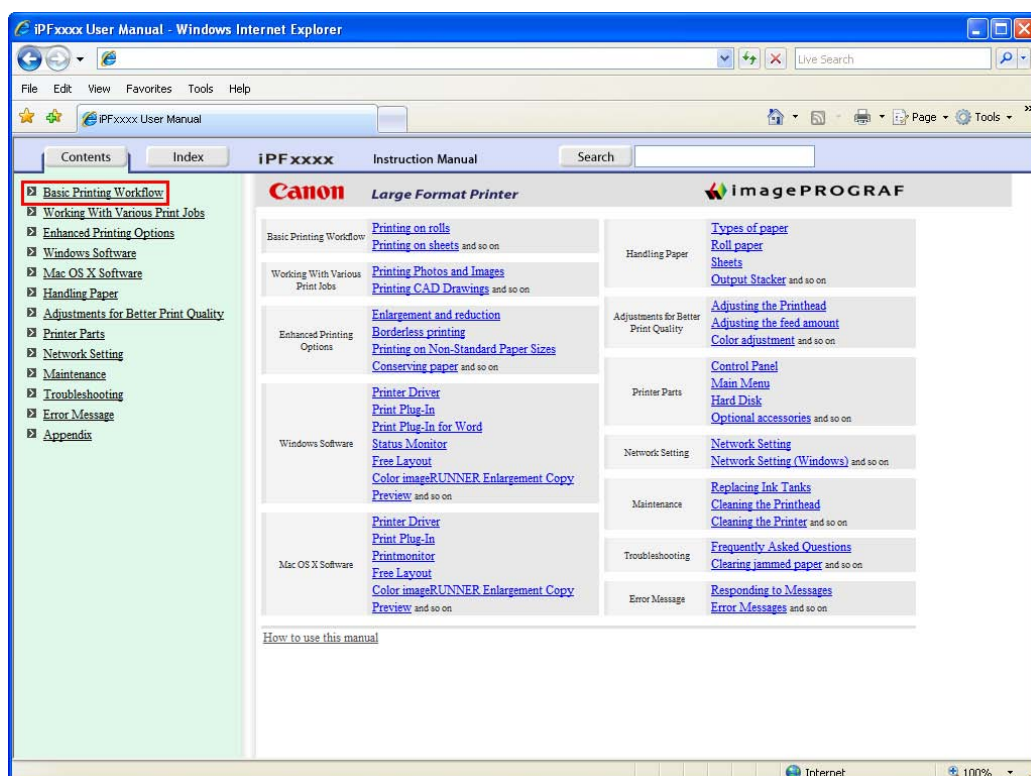 iPFxxxx User Manual - Windows Internet Explorer
Live Search
File Edit View Favorites Tools Help
iPFxxxx User Manual
Page Tools »
Contents Index iPFxxxx Instruction Manual Search
Basic Printing Workflow
Working With Various Print Jobs
Enhanced Printing Options
Windows Software
Mac OS X Software
Handling Paper
Adjustments for Better Print Quality
Printer Parts
Network Setting
Maintenance
Troubleshooting
Error Message
Appendix
Canon Large Format Printer imagePROGRAF
Basic Printing Workflow
Printing on rolls
Printing on sheets and so on
Working With Various
Print Jobs
Printing Photos and Images
Printing CAD Drawings and so on
Enhanced Printing
Options
Enlargement and reduction
Borderless printing
Printing on Non-Standard Paper Sizes
Conserving paper and so on
Windows Software
Printer Driver
Print Plug-In
Print Plug-In for Word
Status Monitor
Free Layout
Color imageRUNNER Enlargement Copy
Preview and so on
Mac OS X Software
Printer Driver
Print Plug-In
Printmonitor
Free Layout
Color imageRUNNER Enlargement Copy
Preview and so on
Handling Paper
Types of paper
Roll paper
Sheets
Output Stacker and so on
Adjustments for Better
Print Quality
Adjusting the Printhead
Adjusting the feed amount
Color adjustment and so on
Printer Parts
Control Panel
Main Menu
Hard Disk
Optional accessories and so on
Network Setting
Network Setting
Network Setting (Windows) and so on
Maintenance
Replacing Ink Tanks
Cleaning the Printhead
Cleaning the Printer and so on
Troubleshooting
Frequently Asked Questions
Clearing jammed paper and so on
Error Message
Responding to Messages
Error Messages and so on
How to use this manual
Internet 100%